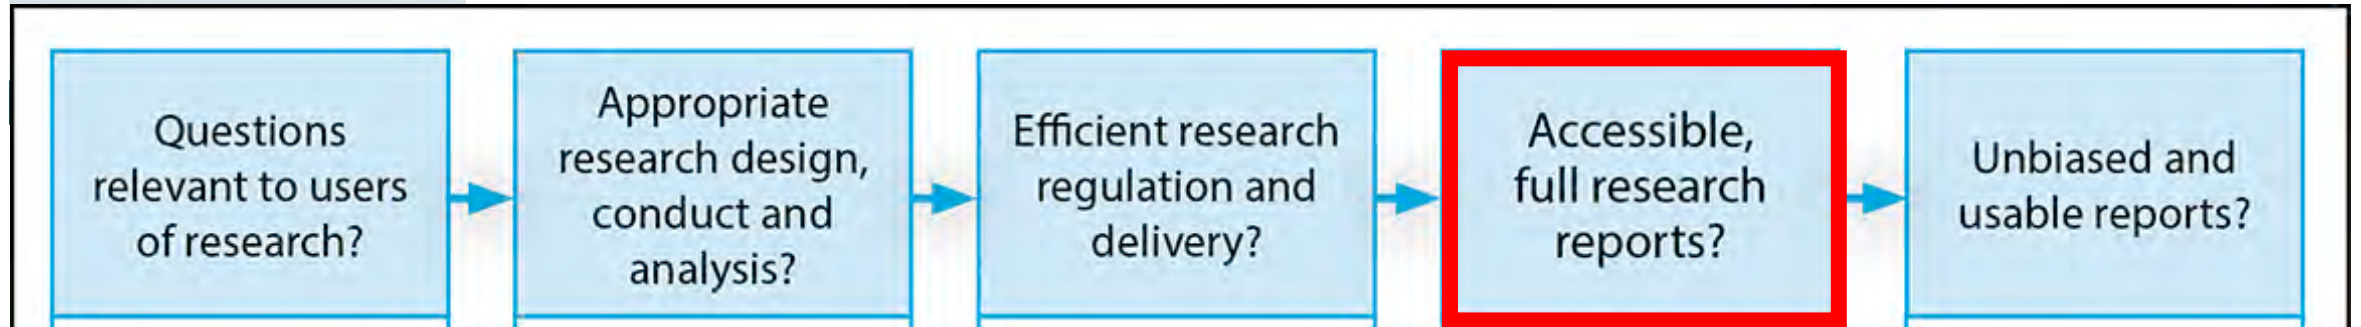 Questions
relevant to users
of research?
Appropriate
research design,
conduct and
analysis?
Efficient research
regulation and
delivery?
Accessible,
full research
reports?
Unbiased and
usable reports?